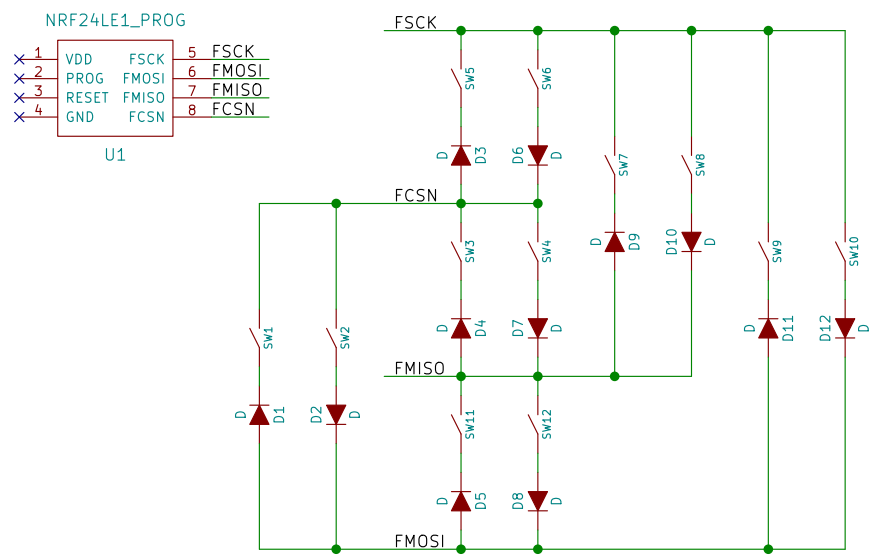 NRF24LE1_PROG
1 VDD FSCK 5 FSCK
2 PROG FMOSI 6 FMOSI
3 RESET FMISO 7 FMISO
4 GND FCSN 8 FCSN
U1
FSCK
SW5 SW6
D D3 D6 D
SW7 SW8
FCSN
SW3 SW4 SW9 SW10
D D9 D10 D
D D4 D7 D D D11 D12 D
SW1 SW2
FMISO
D D1 D2 D
SW11 SW12
D D5 D8 D
FMOSI